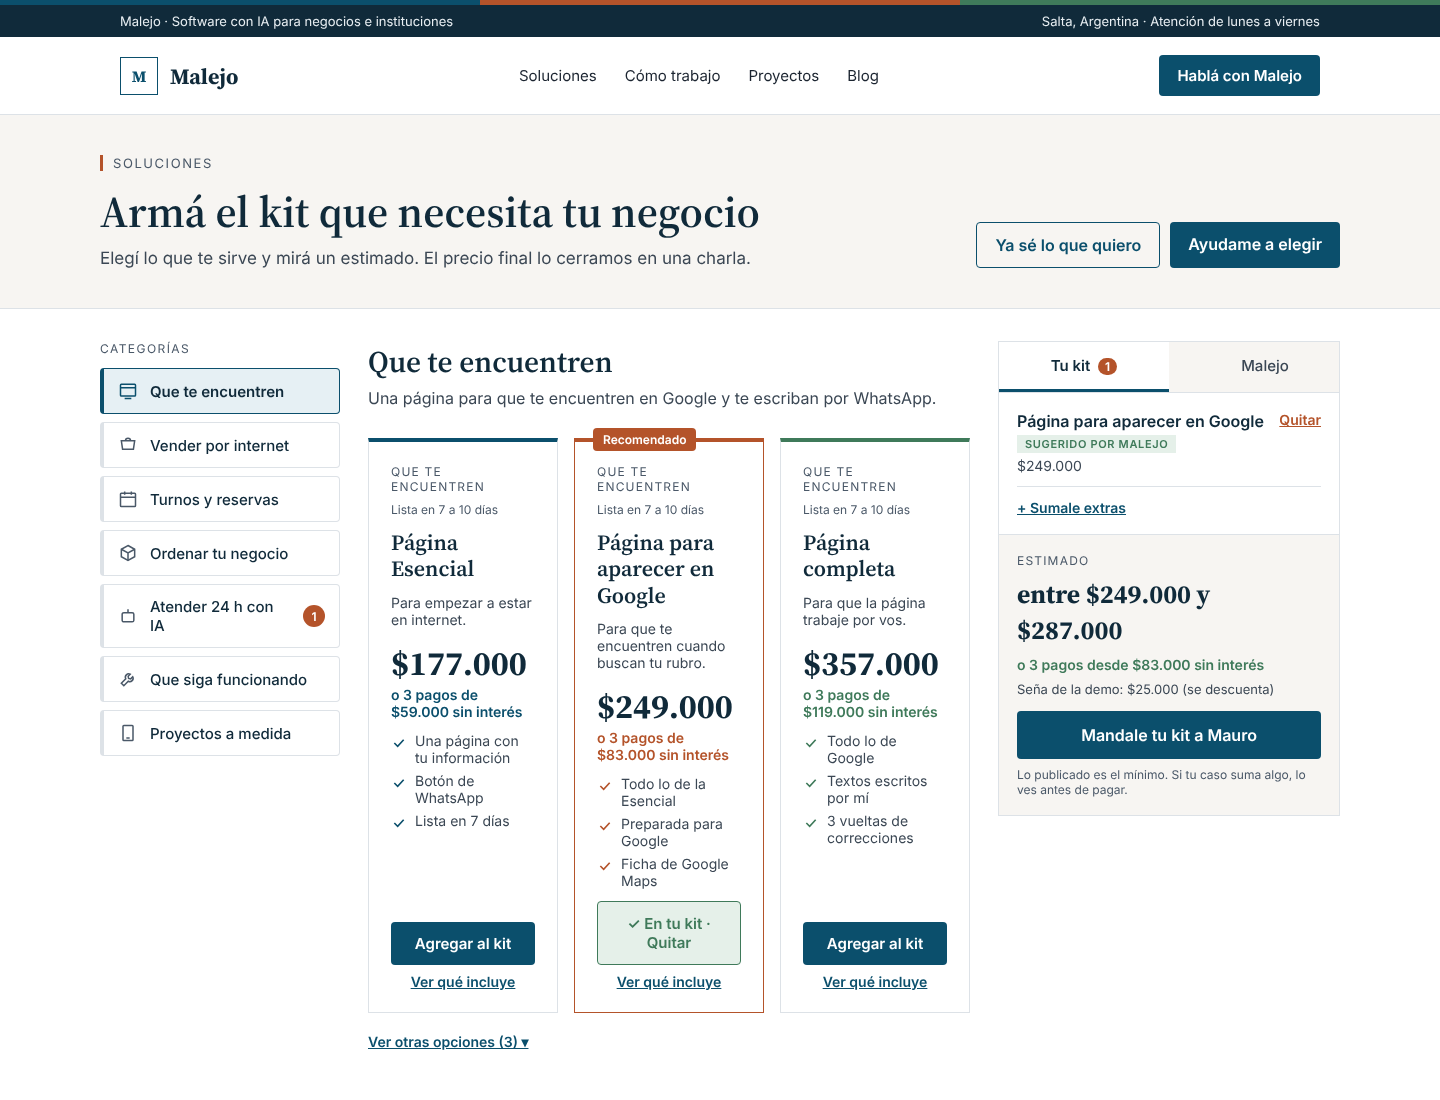 Malejo · Software con IA para negocios e instituciones
Salta, Argentina · Atención de lunes a viernes
M
Malejo
Soluciones
Cómo trabajo
Proyectos
Blog
Hablá con Malejo
SOLUCIONES
Armá el kit que necesita tu negocio
Elegí lo que te sirve y mirá un estimado. El precio final lo cerramos en una charla.
Ya sé lo que quiero
Ayudame a elegir
CATEGORÍAS
Que te encuentren
Vender por internet
Turnos y reservas
Ordenar tu negocio
Atender 24 h con
IA
1
Que siga funcionando
Proyectos a medida
Que te encuentren
Una página para que te encuentren en Google y te escriban por WhatsApp.
QUE TE
ENCUENTREN
Lista en 7 a 10 días
Página
Esencial
Para empezar a estar
en internet.
$177.000
o 3 pagos de
$59.000 sin interés
Una página con
tu información
Botón de
WhatsApp
Lista en 7 días
Agregar al kit
Ver qué incluye
Recomendado
QUE TE
ENCUENTREN
Lista en 7 a 10 días
Página para
aparecer en
Google
Para que te
encuentren cuando
buscan tu rubro.
$249.000
o 3 pagos de
$83.000 sin interés
Todo lo de la
Esencial
Preparada para
Google
Ficha de Google
Maps
✓ En tu kit ·
Quitar
Ver qué incluye
QUE TE
ENCUENTREN
Lista en 7 a 10 días
Página
completa
Para que la página
trabaje por vos.
$357.000
o 3 pagos de
$119.000 sin interés
Todo lo de
Google
Textos escritos
por mí
3 vueltas de
correcciones
Agregar al kit
Ver qué incluye
Ver otras opciones (3) ▾
Tu kit 1
Malejo
Página para aparecer en Google
Quitar
SUGERIDO POR MALEJO
$249.000
+ Sumale extras
ESTIMADO
entre $249.000 y
$287.000
o 3 pagos desde $83.000 sin interés
Seña de la demo: $25.000 (se descuenta)
Mandale tu kit a Mauro
Lo publicado es el mínimo. Si tu caso suma algo, lo
ves antes de pagar.